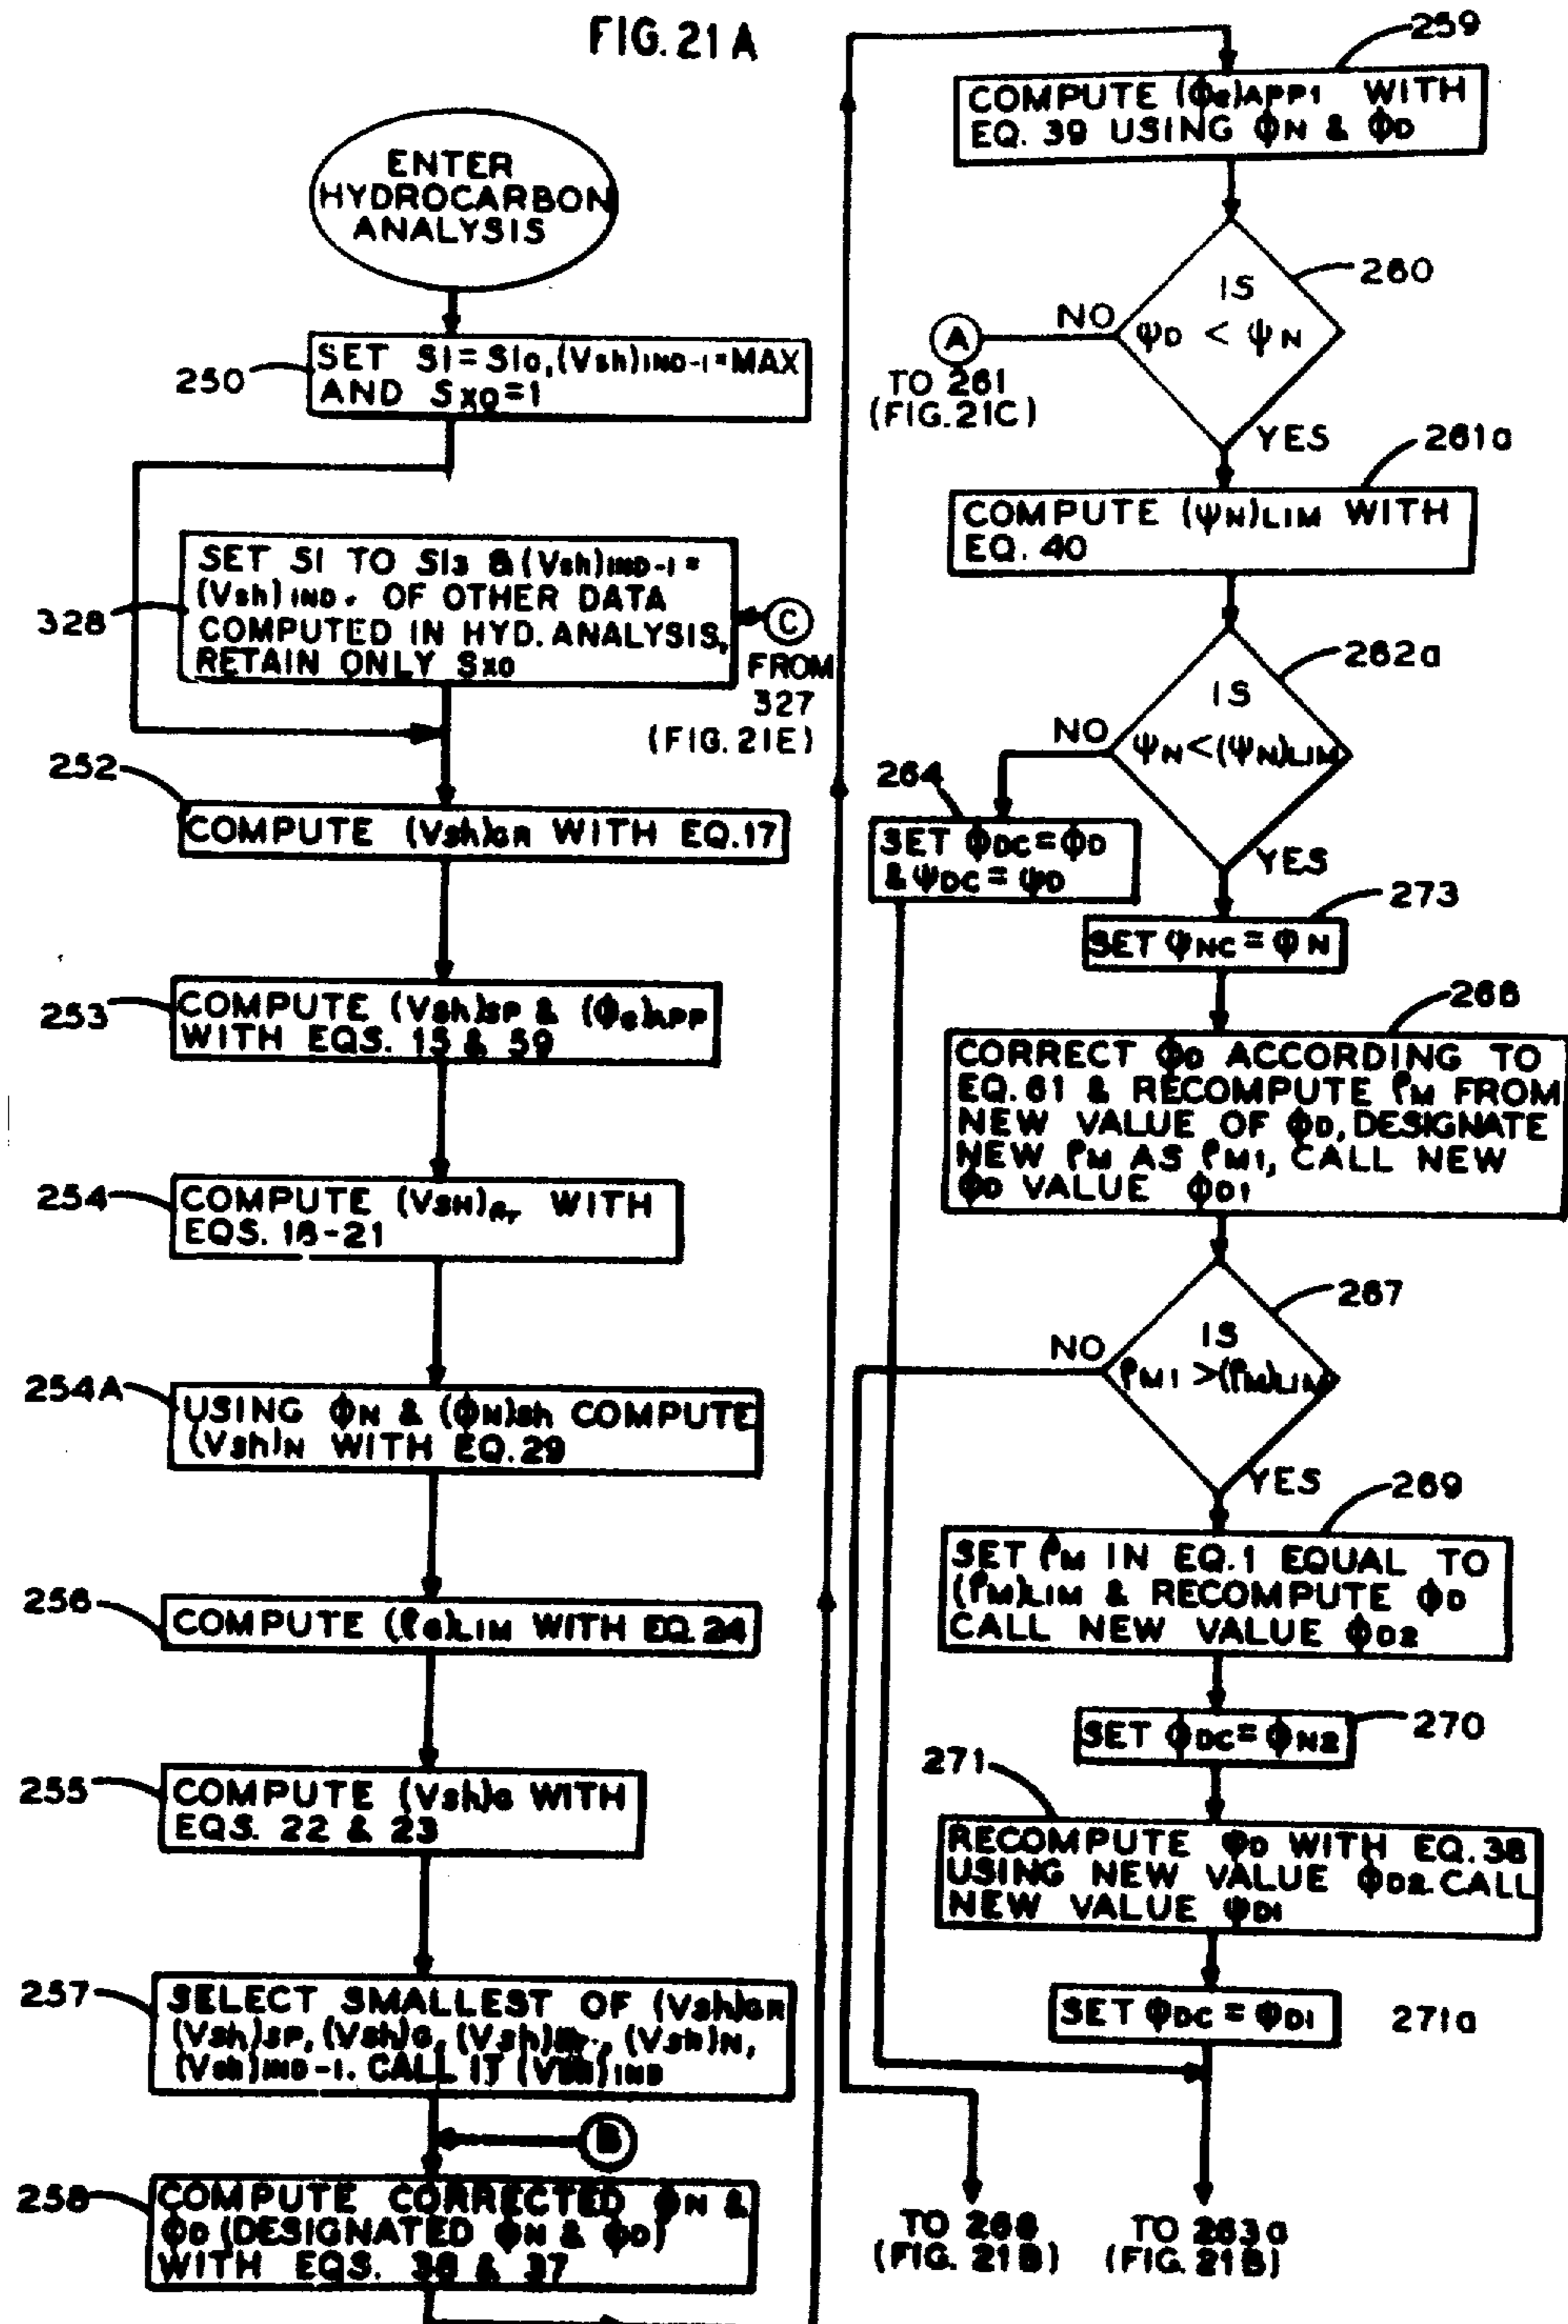 FIG. 21A
ENTER
HYDROCARBON
ANALYSIS
250
SET SI = SI0, (Vsh)IND-1 = MAX
AND Sxo = 1
328
SET SI TO SI3 & (Vsh)IND-1 =
(Vsh)IND. OF OTHER DATA
COMPUTED IN HYD. ANALYSIS,
RETAIN ONLY Sxo
C
FROM
327
(FIG. 21E)
252
COMPUTE (Vsh)GR WITH EQ. 17
253
COMPUTE (Vsh)SP & (ϕe)APP
WITH EQS. 15 & 59
254
COMPUTE (VSH)RT WITH
EQS. 18-21
254A
USING ϕN & (ϕN)sh COMPUTE
(Vsh)N WITH EQ. 29
256
COMPUTE (ρG)LIM WITH EQ. 24
255
COMPUTE (Vsh)G WITH
EQS. 22 & 23
257
SELECT SMALLEST OF (Vsh)GR
(Vsh)SP, (Vsh)G, (Vsh)RT, (Vsh)N,
(Vsh)IND-1. CALL IT (Vsh)IND
B
258
COMPUTE CORRECTED ϕN &
ϕD (DESIGNATED ψN & ψD)
WITH EQS. 36 & 37
259
COMPUTE (ϕe)APP1 WITH
EQ. 39 USING ϕN & ϕD
260
IS
ψD < ψN
NO
A
TO 261
(FIG. 21C)
YES
261a
COMPUTE (ψN)LIM WITH
EQ. 40
262a
IS
ψN < (ψN)LIM
NO
264
SET ϕDC = ϕD
& ψDC = ψD
YES
273
SET ψNC = ϕN
266
CORRECT ϕD ACCORDING TO
EQ. 61 & RECOMPUTE ρM FROM
NEW VALUE OF ϕD, DESIGNATE
NEW ρM AS ρM1, CALL NEW
ϕD VALUE ϕD1
267
IS
ρM1 > (ρM)LIM
NO
YES
269
SET ρM IN EQ. 1 EQUAL TO
(ρM)LIM & RECOMPUTE ϕD
CALL NEW VALUE ϕD2
270
SET ϕDC = ϕN2
271
RECOMPUTE ψD WITH EQ. 38
USING NEW VALUE ϕD2. CALL
NEW VALUE ψD1
SET ψDC = ψD1
271a
TO 268
(FIG. 21B)
TO 263a
(FIG. 21B)